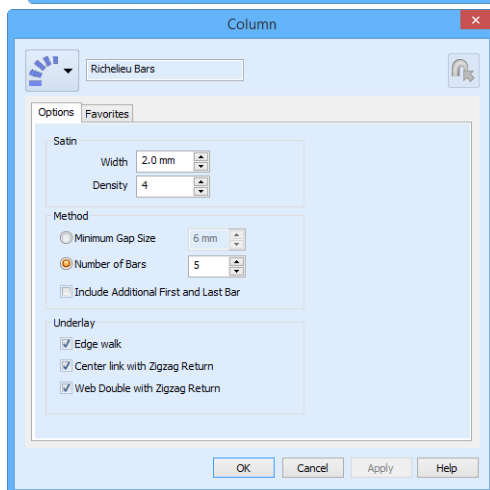 Column
Richelieu Bars
Options Favorites
Satin
Width 2.0 mm
Density 4
Method
Minimum Gap Size 6 mm
Number of Bars 5
Include Additional First and Last Bar
Underlay
Edge walk
Center link with Zigzag Return
Web Double with Zigzag Return
OK Cancel Apply Help